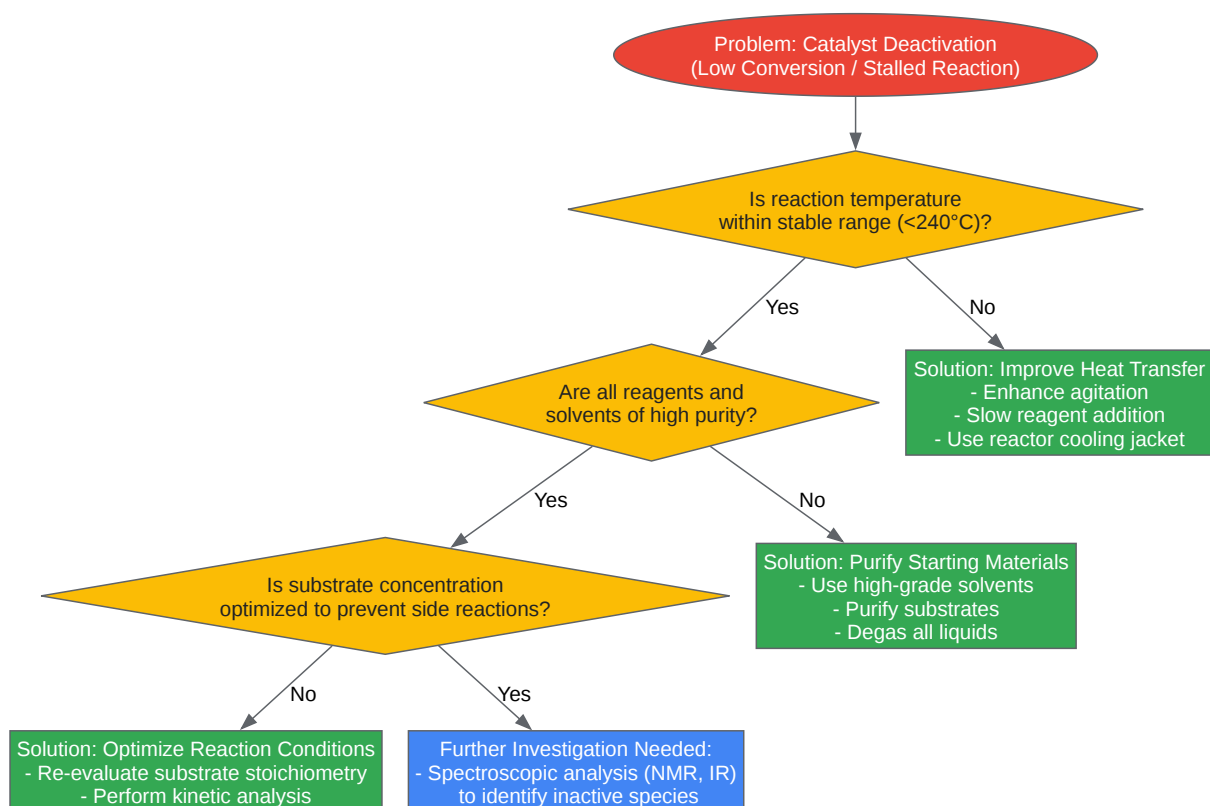 Problem: Catalyst Deactivation
(Low Conversion / Stalled Reaction)
Is reaction temperature
within stable range (<240°C)?
Yes
No
Are all reagents and
solvents of high purity?
Solution: Improve Heat Transfer
- Enhance agitation
- Slow reagent addition
- Use reactor cooling jacket
Yes
No
Is substrate concentration
optimized to prevent side reactions?
Solution: Purify Starting Materials
- Use high-grade solvents
- Purify substrates
- Degas all liquids
No
Yes
Solution: Optimize Reaction Conditions
- Re-evaluate substrate stoichiometry
- Perform kinetic analysis
Further Investigation Needed:
- Spectroscopic analysis (NMR, IR)
to identify inactive species